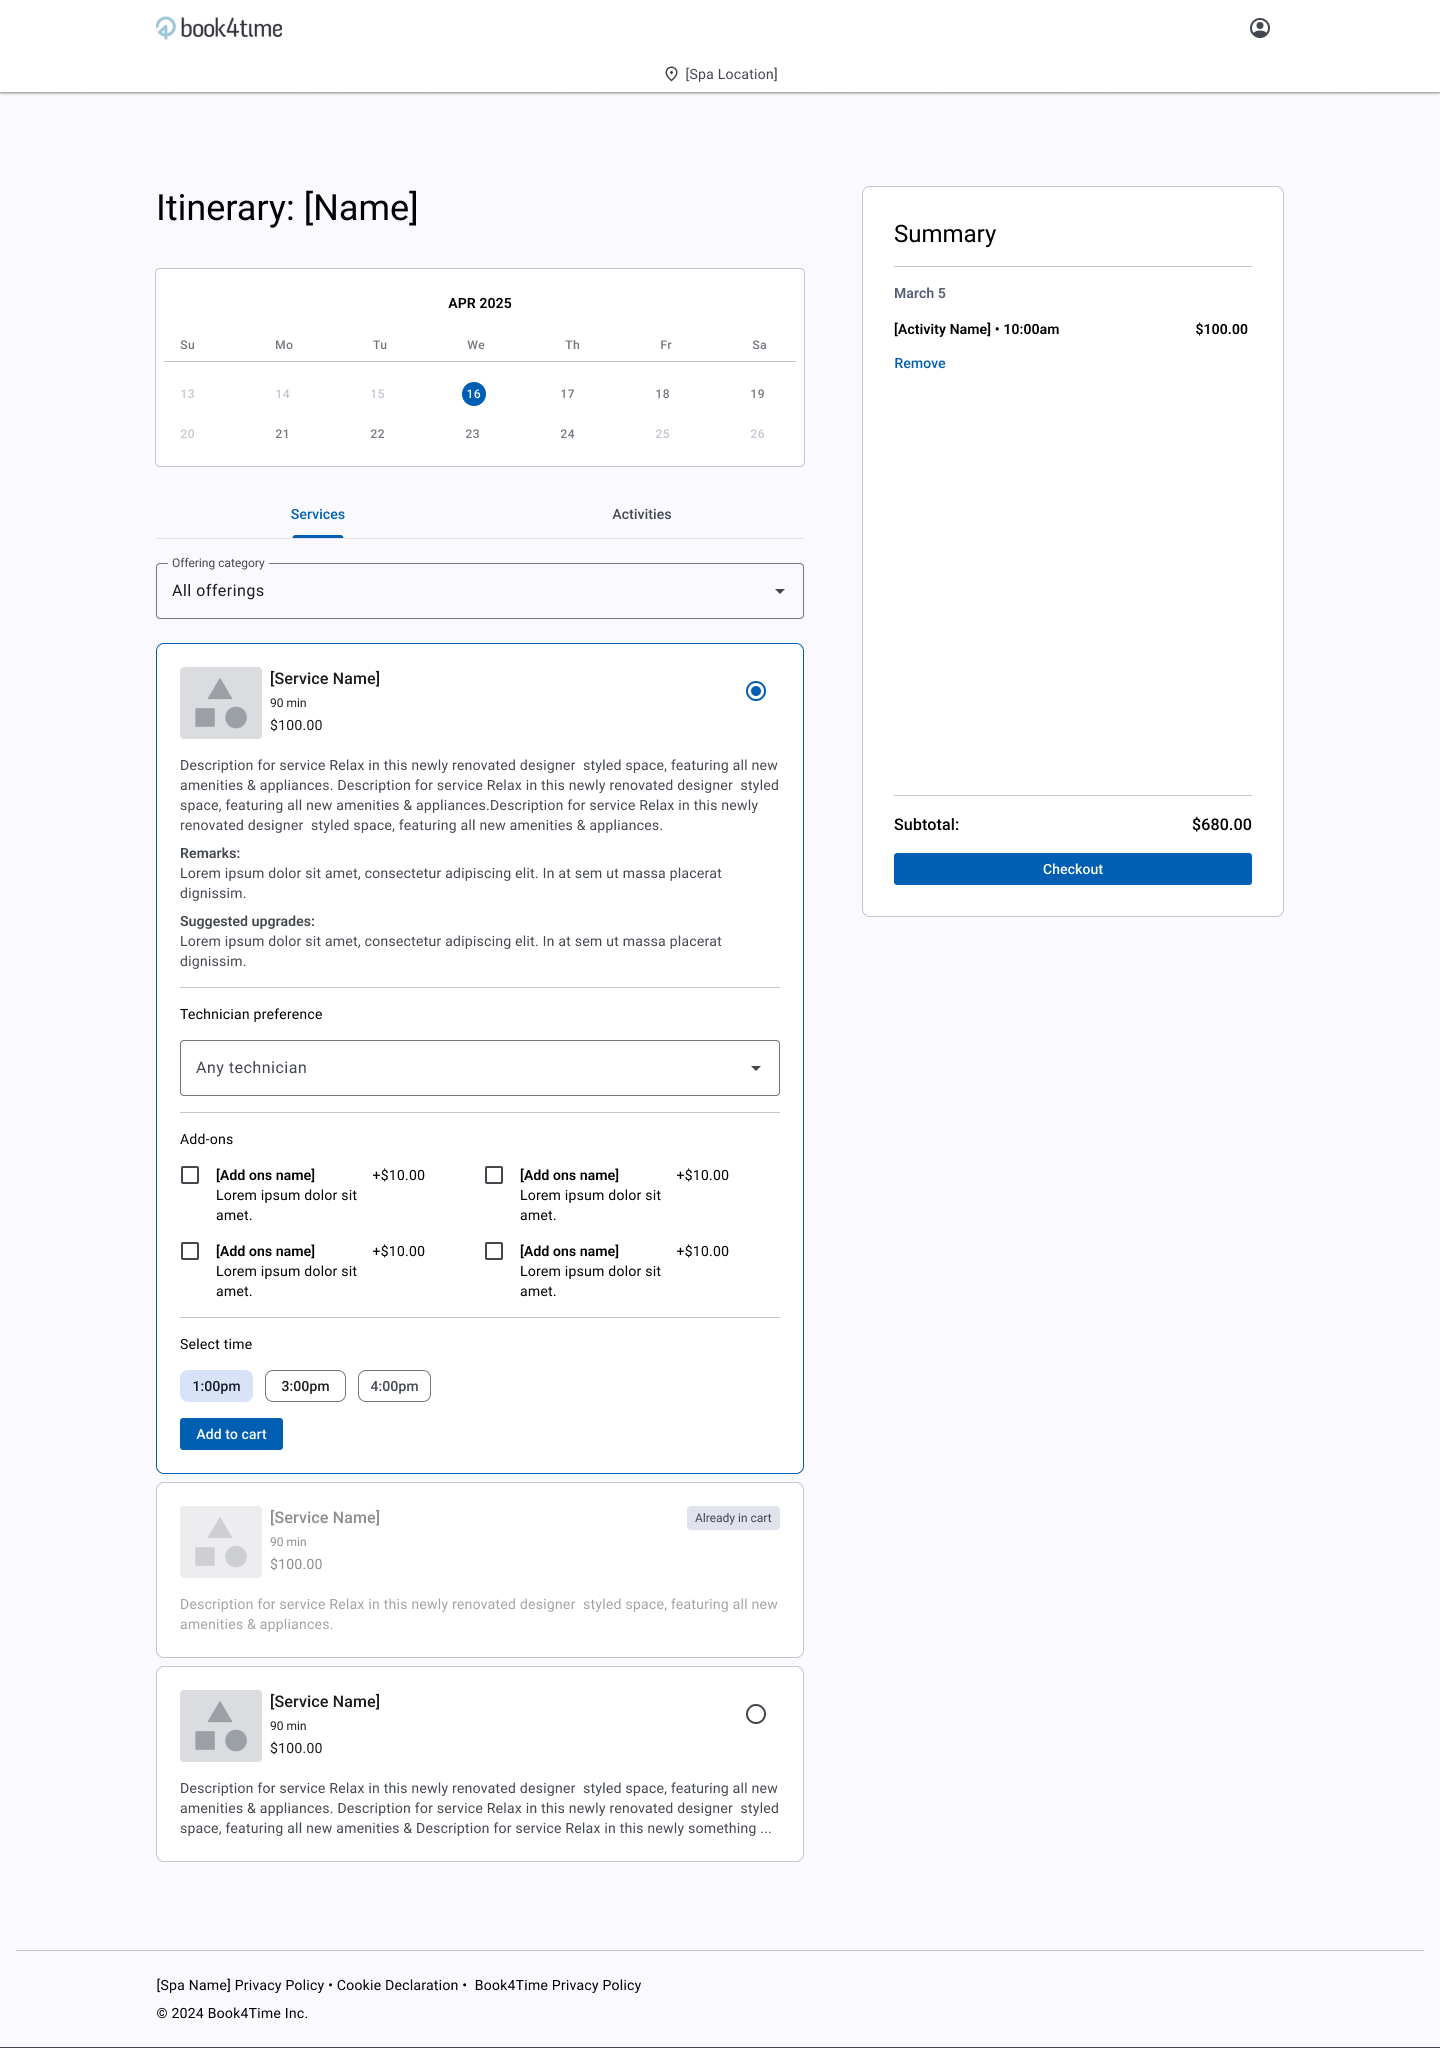 book4time
[Spa Location]
Itinerary: [Name]
APR 2025
Su Mo Tu We Th Fr Sa
13 14 15 16 17 18 19
20 21 22 23 24 25 26
Services Activities
Offering category
All offerings
[Service Name]
90 min
$100.00
Description for service Relax in this newly renovated designer  styled space, featuring all new
amenities & appliances. Description for service Relax in this newly renovated designer  styled
space, featuring all new amenities & appliances.Description for service Relax in this newly
renovated designer  styled space, featuring all new amenities & appliances.
Remarks:
Lorem ipsum dolor sit amet, consectetur adipiscing elit. In at sem ut massa placerat
dignissim.
Suggested upgrades:
Lorem ipsum dolor sit amet, consectetur adipiscing elit. In at sem ut massa placerat
dignissim.
Technician preference
Any technician
Add-ons
[Add ons name] +$10.00
Lorem ipsum dolor sit
amet.
[Add ons name] +$10.00
Lorem ipsum dolor sit
amet.
[Add ons name] +$10.00
Lorem ipsum dolor sit
amet.
[Add ons name] +$10.00
Lorem ipsum dolor sit
amet.
Select time
1:00pm 3:00pm 4:00pm
Add to cart
[Service Name]
Already in cart
90 min
$100.00
Description for service Relax in this newly renovated designer  styled space, featuring all new
amenities & appliances.
[Service Name]
90 min
$100.00
Description for service Relax in this newly renovated designer  styled space, featuring all new
amenities & appliances. Description for service Relax in this newly renovated designer  styled
space, featuring all new amenities & Description for service Relax in this newly something ...
Summary
March 5
[Activity Name] • 10:00am $100.00
Remove
Subtotal: $680.00
Checkout
[Spa Name] Privacy Policy • Cookie Declaration •  Book4Time Privacy Policy
© 2024 Book4Time Inc.